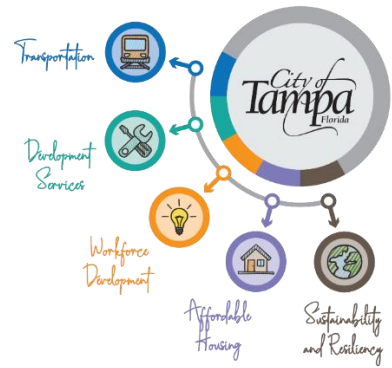 City of
Tampa
Florida
Transportation
Development
Services
Workforce
Development
Affordable
Housing
Sustainability
and Resiliency